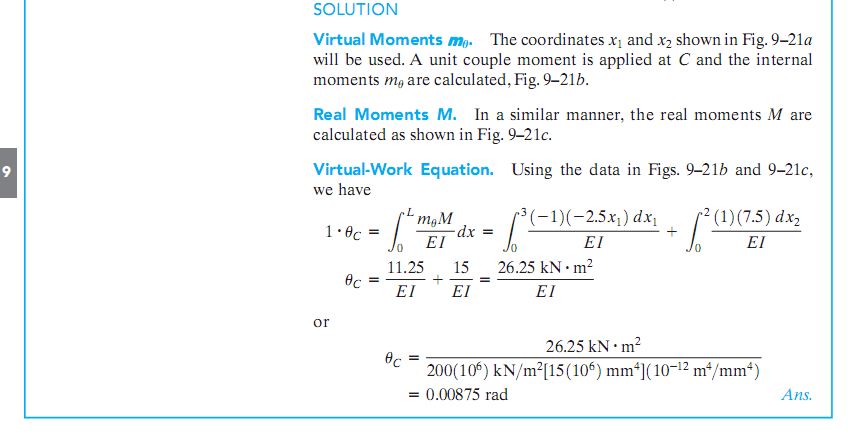 SOLUTION
Virtual Moments mθ. The coordinates x₁ and x₂ shown in Fig. 9–21a
will be used. A unit couple moment is applied at C and the internal
moments mθ are calculated, Fig. 9–21b.
Real Moments M. In a similar manner, the real moments M are
calculated as shown in Fig. 9–21c.
9
Virtual-Work Equation. Using the data in Figs. 9–21b and 9–21c,
we have
1·θC = ∫₀ᴸ mθM/EI dx = ∫₀³ (−1)(−2.5x₁) dx₁/EI + ∫₀² (1)(7.5) dx₂/EI
θC = 11.25/EI + 15/EI = 26.25 kN·m²/EI
or
θC = 26.25 kN·m²/200(10⁶) kN/m²[15(10⁶) mm⁴](10⁻¹² m⁴/mm⁴)
= 0.00875 rad Ans.